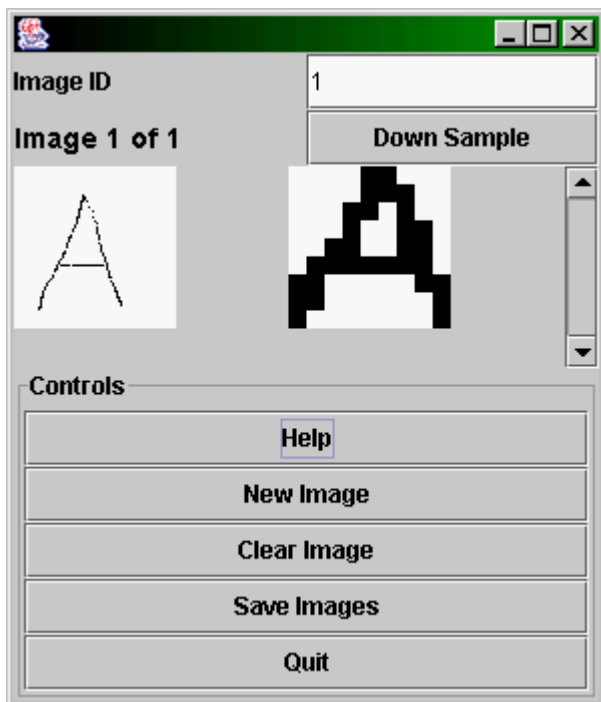 Image ID 1
Image 1 of 1 Down Sample
A A
Controls
Help
New Image
Clear Image
Save Images
Quit